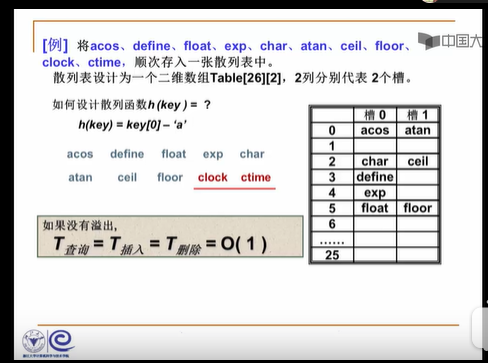 [例] 将acos、define、float、exp、char、atan、ceil、floor、
clock、ctime，顺次存入一张散列表中。
散列表设计为一个二维数组Table[26][2]，2列分别代表 2个槽。
如何设计散列函数h(key) = ?
h(key) = key[0] – ‘a’
acos define float exp char
atan ceil floor clock ctime
如果没有溢出，
T查询 = T插入 = T删除 = O( 1 )
槽 0 槽 1
0 acos atan
1
2 char ceil
3 define
4 exp
5 float floor
6
……
25
中国大